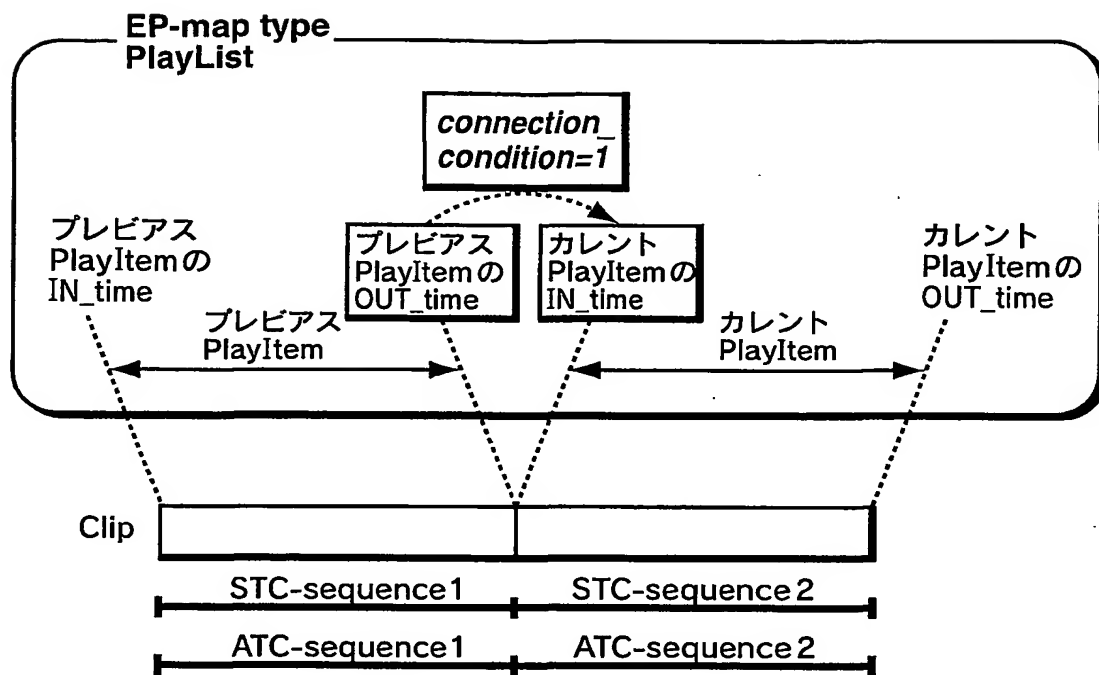 EP-map type
PlayList
connection_
condition=1
プレビアス
PlayItemの
IN_time
プレビアス
PlayItemの
OUT_time
カレント
PlayItemの
IN_time
カレント
PlayItemの
OUT_time
プレビアス
PlayItem
カレント
PlayItem
Clip
STC-sequence1
STC-sequence2
ATC-sequence1
ATC-sequence2